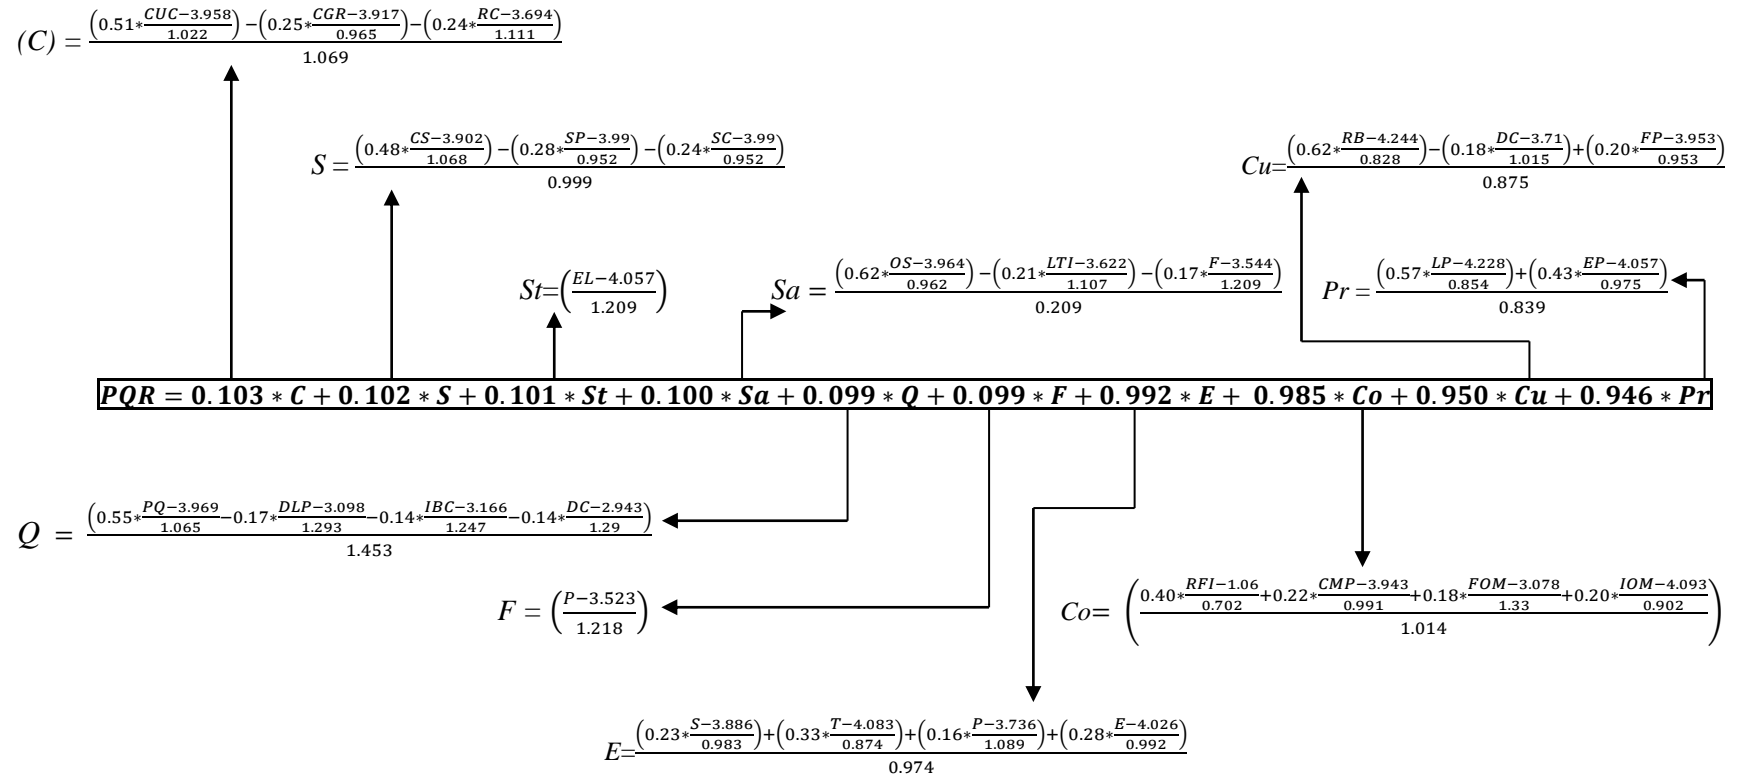 (C) = ((0.51*(CUC−3.958)/1.022) −(0.25*(CGR−3.917)/0.965)−(0.24*(RC−3.694)/1.111))/1.069
S = ((0.48*(CS−3.902)/1.068) −(0.28*(SP−3.99)/0.952) −(0.24*(SC−3.99)/0.952))/0.999
Cu=((0.62*(RB−4.244)/0.828)−(0.18*(DC−3.71)/1.015)+(0.20*(FP−3.953)/0.953))/0.875
St=((EL−4.057)/1.209)
Sa = ((0.62*(OS−3.964)/0.962) −(0.21*(LTI−3.622)/1.107) −(0.17*(F−3.544)/1.209))/0.209
Pr = ((0.57*(LP−4.228)/0.854)+(0.43*(EP−4.057)/0.975))/0.839
PQR = 0.103 * C + 0.102 * S + 0.101 * St + 0.100 * Sa + 0.099 * Q + 0.099 * F + 0.992 * E + 0.985 * Co + 0.950 * Cu + 0.946 * Pr
Q = (0.55*(PQ−3.969)/1.065−0.17*(DLP−3.098)/1.293−0.14*(IBC−3.166)/1.247−0.14*(DC−2.943)/1.29)/1.453
F = ((P−3.523)/1.218)
Co= ((0.40*(RFI−1.06)/0.702+0.22*(CMP−3.943)/0.991+0.18*(FOM−3.078)/1.33+0.20*(IOM−4.093)/0.902)/1.014)
E=((0.23*(S−3.886)/0.983)+(0.33*(T−4.083)/0.874)+(0.16*(P−3.736)/1.089)+(0.28*(E−4.026)/0.992))/0.974